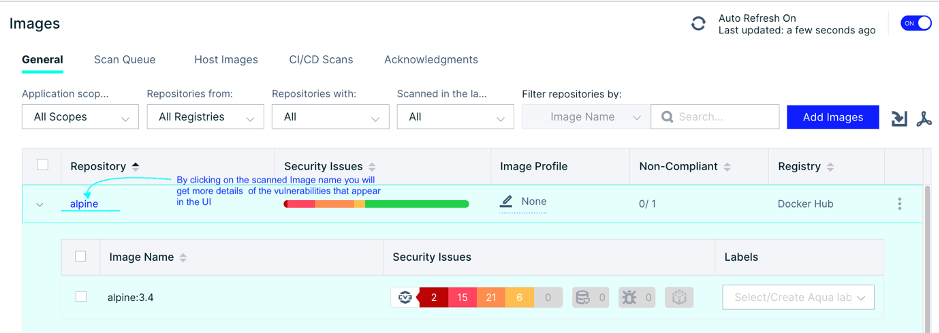 Images
Auto Refresh On
Last updated: a few seconds ago
ON
General
Scan Queue
Host Images
CI/CD Scans
Acknowledgments
Application scop...
Repositories from:
Repositories with:
Scanned in the la...
Filter repositories by:
All Scopes
All Registries
All
All
Image Name
Search...
Add Images
Repository
Security Issues
Image Profile
Non-Compliant
Registry
By clicking on the scanned Image name you will
get more details of the vulnerabilities that appear
in the UI
alpine
None
0/ 1
Docker Hub
Image Name
Security Issues
Labels
alpine:3.4
CVE
2
15
21
6
0
0
0
Select/Create Aqua lab